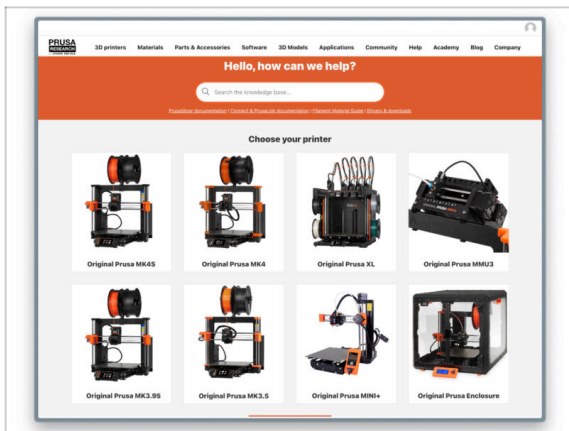 PRUSA
RESEARCH
3D printers Materials Parts & Accessories Software 3D Models Applications Community Help Academy Blog Company
Hello, how can we help?
Search the knowledge base...
PrusaSlicer documentation | Connect & PrusaLink documentation | Filament Material Guide | Drivers & downloads
Choose your printer
Original Prusa MK4S Original Prusa MK4 Original Prusa XL Original Prusa MMU3
Original Prusa MK3.9S Original Prusa MK3.5 Original Prusa MINI+ Original Prusa Enclosure